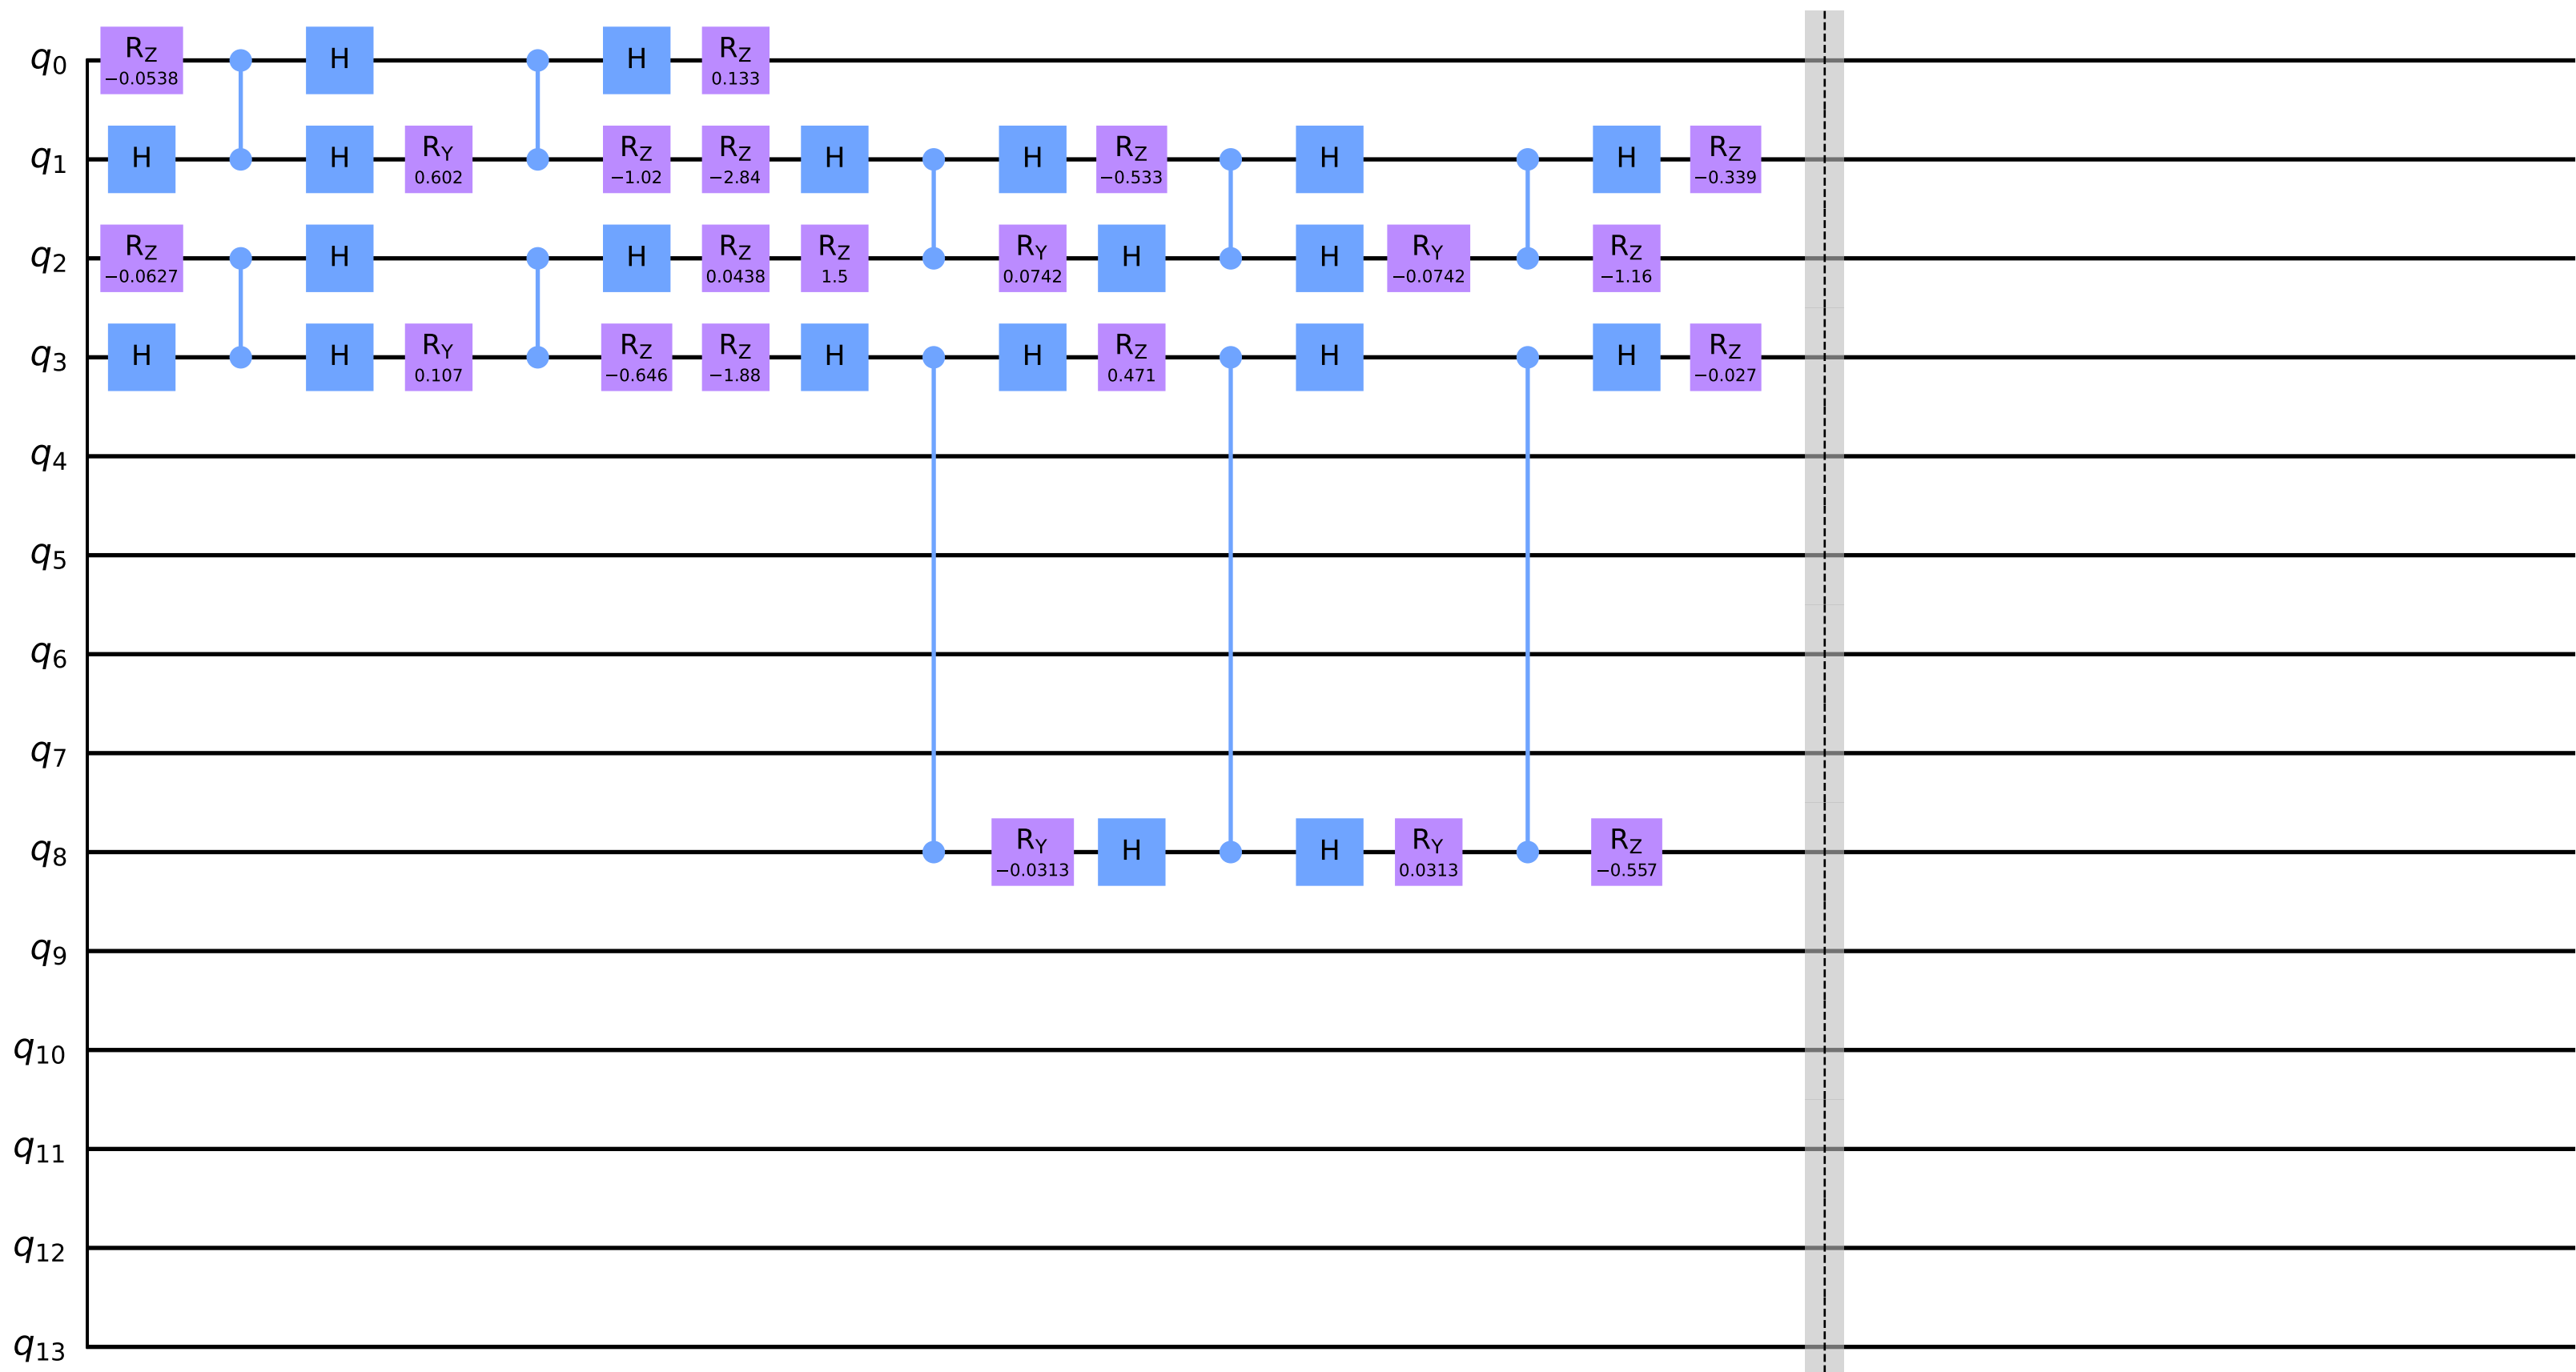 q0 RZ −0.0538 H H RZ 0.133
q1 H H RY 0.602 RZ −1.02 RZ −2.84 H H RZ −0.533 H H RZ −0.339
q2 RZ −0.0627 H H RZ 0.0438 RZ 1.5 RY 0.0742 H H RY −0.0742 RZ −1.16
q3 H H RY 0.107 RZ −0.646 RZ −1.88 H H RZ 0.471 H H RZ −0.027
q4
q5
q6
q7
q8 RY −0.0313 H H RY 0.0313 RZ −0.557
q9
q10
q11
q12
q13